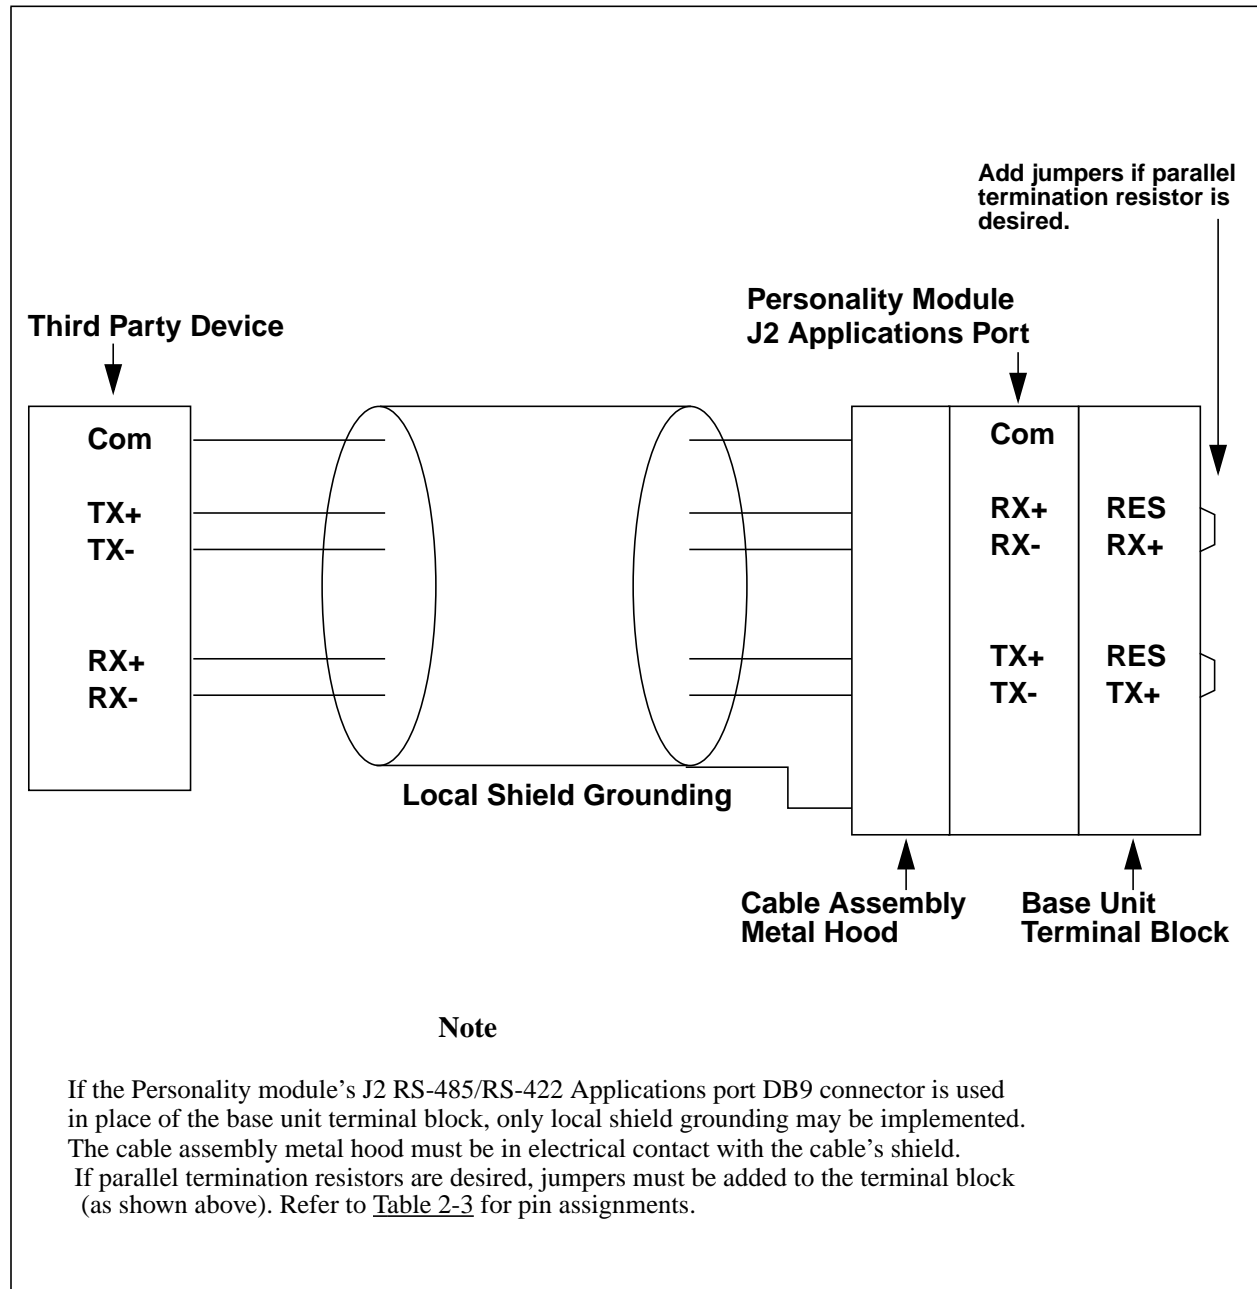 Add jumpers if parallel
termination resistor is
desired.
Personality Module
J2 Applications Port
Third Party Device
Com
TX+
TX-
RX+
RX-
Com
RX+
RX-
TX+
TX-
RES
RX+
RES
TX+
Local Shield Grounding
Cable Assembly
Metal Hood
Base Unit
Terminal Block
Note
If the Personality module’s J2 RS-485/RS-422 Applications port DB9 connector is used
in place of the base unit terminal block, only local shield grounding may be implemented.
The cable assembly metal hood must be in electrical contact with the cable’s shield.
If parallel termination resistors are desired, jumpers must be added to the terminal block
(as shown above). Refer to Table 2-3 for pin assignments.